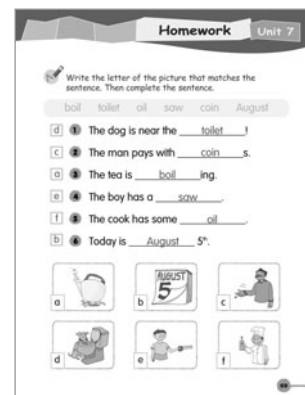 Homework Unit 7
Write the letter of the picture that matches the
sentence. Then complete the sentence.
boil toilet oil saw coin August
d 1 The dog is near the toilet !
c 2 The man pays with coin s.
a 3 The tea is boil ing.
e 4 The boy has a saw .
f 5 The cook has some oil .
b 6 Today is August 5th.
AUGUST
5
a b c
d e f